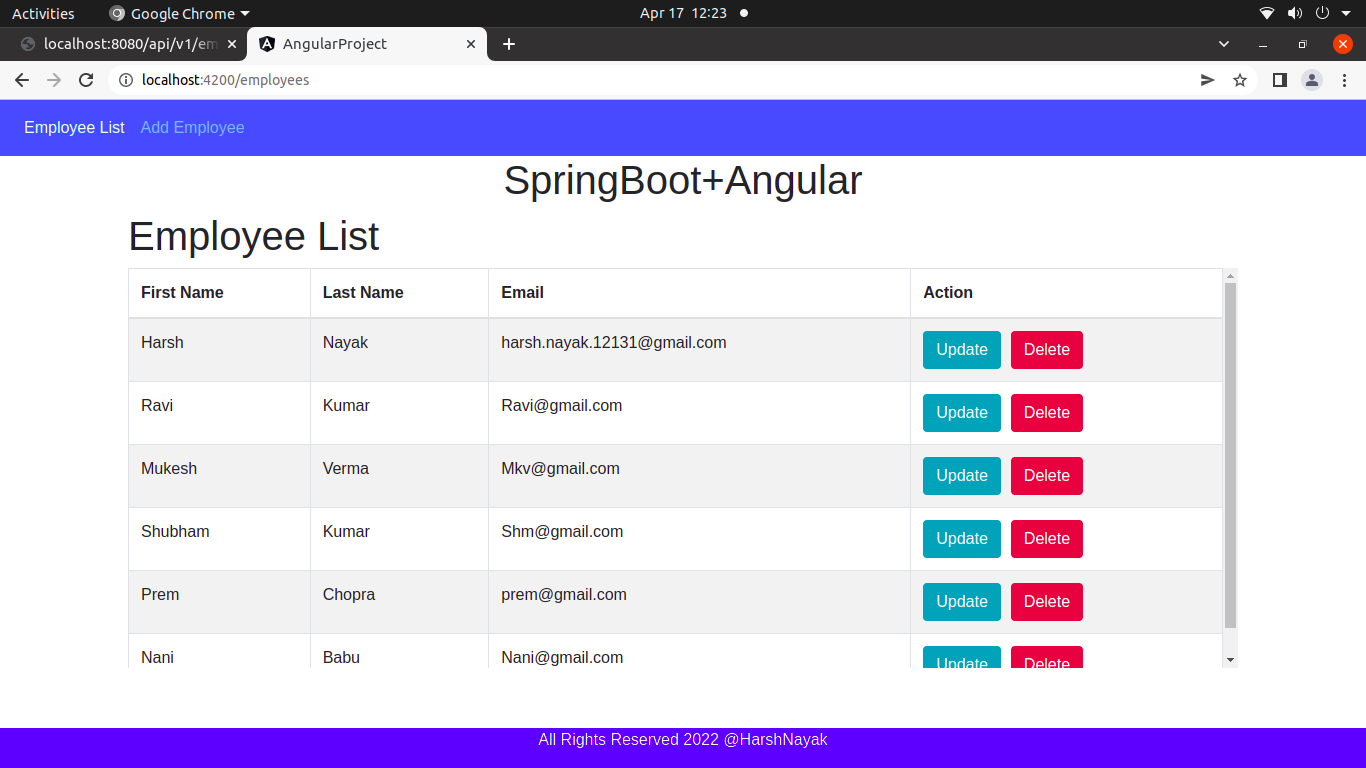 Activities Google Chrome Apr 17 12:23
localhost:8080/api/v1/em AngularProject
localhost:4200/employees
Employee List Add Employee
SpringBoot+Angular
Employee List
First Name Last Name Email Action
Harsh Nayak harsh.nayak.12131@gmail.com Update Delete
Ravi Kumar Ravi@gmail.com Update Delete
Mukesh Verma Mkv@gmail.com Update Delete
Shubham Kumar Shm@gmail.com Update Delete
Prem Chopra prem@gmail.com Update Delete
Nani Babu Nani@gmail.com Update Delete
All Rights Reserved 2022 @HarshNayak